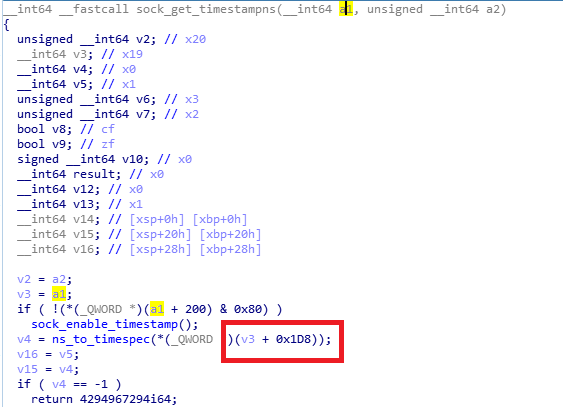 __int64 __fastcall sock_get_timestampns(__int64 a1, unsigned __int64 a2)
{
unsigned __int64 v2; // x20
__int64 v3; // x19
__int64 v4; // x0
__int64 v5; // x1
unsigned __int64 v6; // x3
unsigned __int64 v7; // x2
bool v8; // cf
bool v9; // zf
signed __int64 v10; // x0
__int64 result; // x0
__int64 v12; // x0
__int64 v13; // x1
__int64 v14; // [xsp+0h] [xbp+0h]
__int64 v15; // [xsp+20h] [xbp+20h]
__int64 v16; // [xsp+28h] [xbp+28h]
v2 = a2;
v3 = a1;
if ( !(*(_QWORD *)(a1 + 200) & 0x80) )
sock_enable_timestamp();
v4 = ns_to_timespec(*(_QWORD )(v3 + 0x1D8));
v16 = v5;
v15 = v4;
if ( v4 == -1 )
return 4294967294i64;